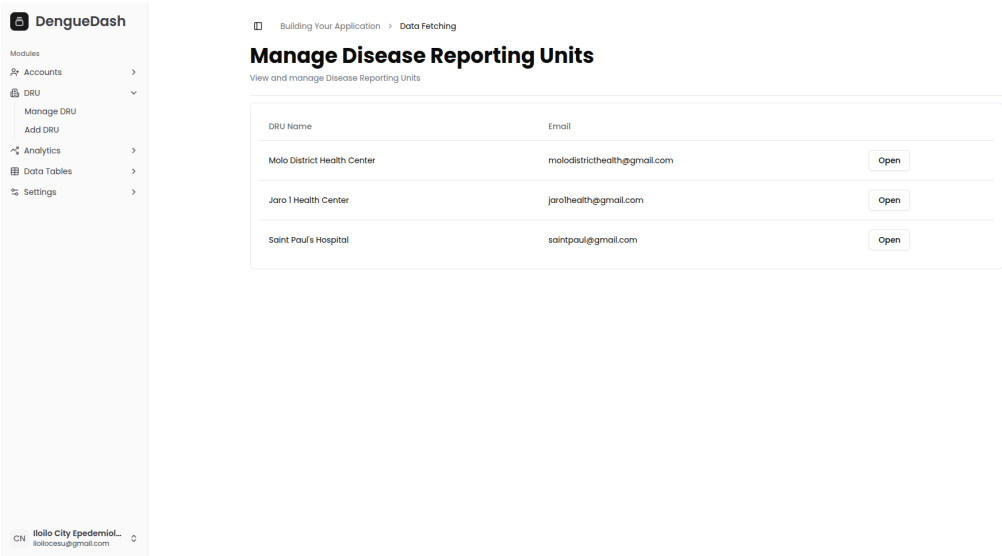 DengueDash
Modules
Accounts
DRU
Manage DRU
Add DRU
Analytics
Data Tables
Settings
CN
Iloilo City Epedemiol...
iloilocesu@gmail.com
Building Your Application > Data Fetching
Manage Disease Reporting Units
View and manage Disease Reporting Units
DRU Name Email
Molo District Health Center molodistricthealth@gmail.com Open
Jaro 1 Health Center jaro1health@gmail.com Open
Saint Paul's Hospital saintpaul@gmail.com Open